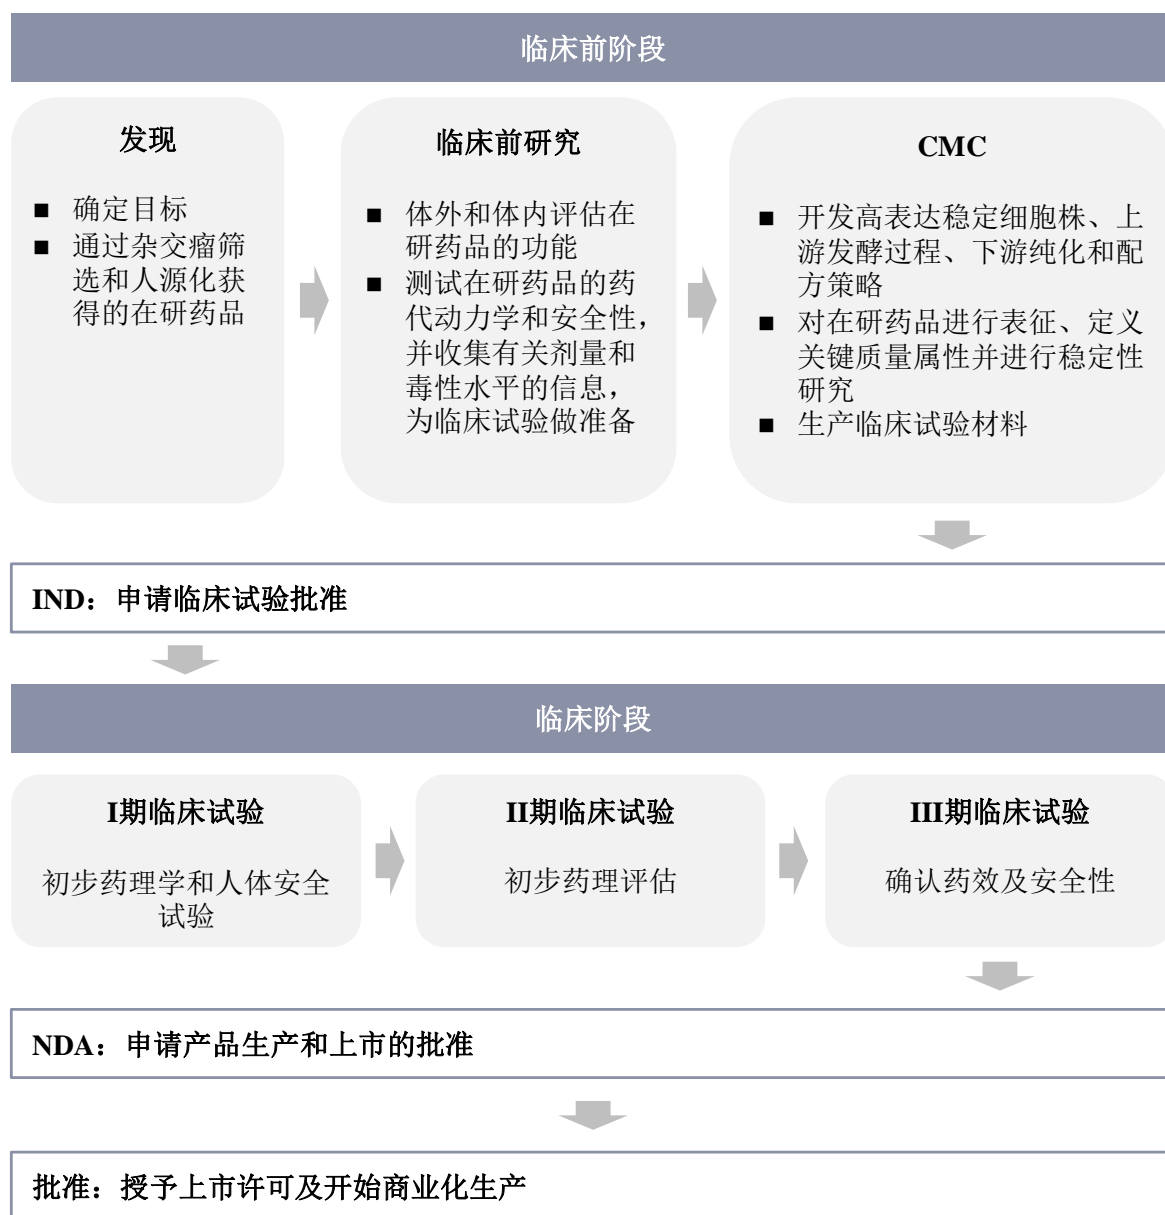 临床前阶段
发现
■ 确定目标
■ 通过杂交瘤筛
选和人源化获
得的在研药品
临床前研究
■ 体外和体内评估在
研药品的功能
■ 测试在研药品的药
代动力学和安全性，
并收集有关剂量和
毒性水平的信息，
为临床试验做准备
CMC
■ 开发高表达稳定细胞株、上
游发酵过程、下游纯化和配
方策略
■ 对在研药品进行表征、定义
关键质量属性并进行稳定性
研究
■ 生产临床试验材料
IND：申请临床试验批准
临床阶段
I期临床试验
初步药理学和人体安全
试验
II期临床试验
初步药理评估
III期临床试验
确认药效及安全性
NDA：申请产品生产和上市的批准
批准：授予上市许可及开始商业化生产